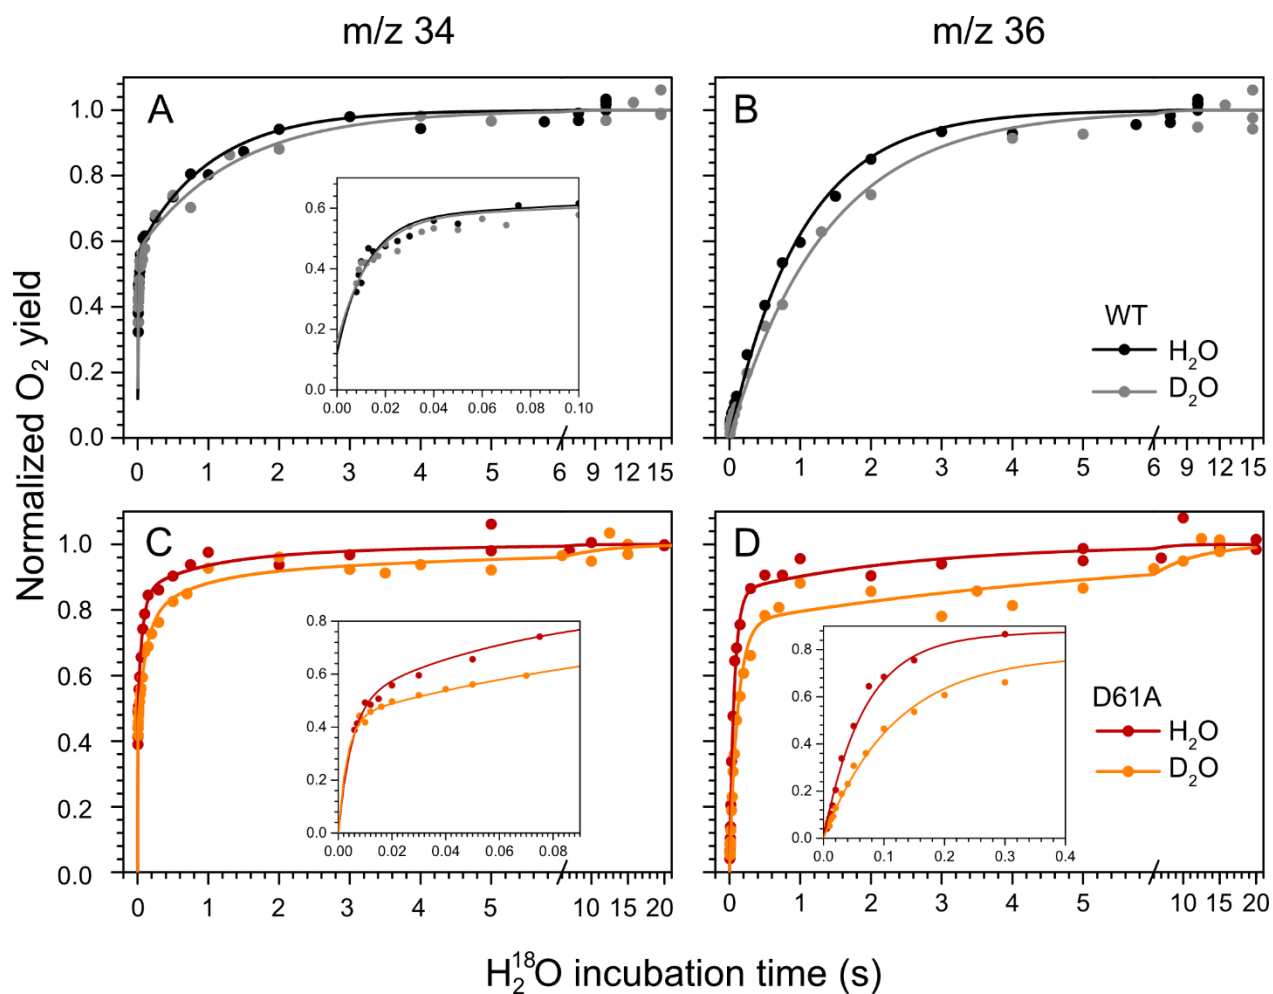 m/z 34
m/z 36
Normalized O₂ yield
A
1.0
0.8
0.6
0.4
0.2
0.0
0 1 2 3 4 5 6 9 12 15
0.6
0.4
0.2
0.0
0.00 0.02 0.04 0.06 0.08 0.10
B
WT
H₂O
D₂O
0 1 2 3 4 5 6 9 12 15
C
1.0
0.8
0.6
0.4
0.2
0.0
0 1 2 3 4 5 10 15 20
0.8
0.6
0.4
0.2
0.0
0.00 0.02 0.04 0.06 0.08
D
D61A
H₂O
D₂O
0 1 2 3 4 5 10 15 20
0.8
0.4
0.0
0.0 0.1 0.2 0.3 0.4
H₂¹⁸O incubation time (s)